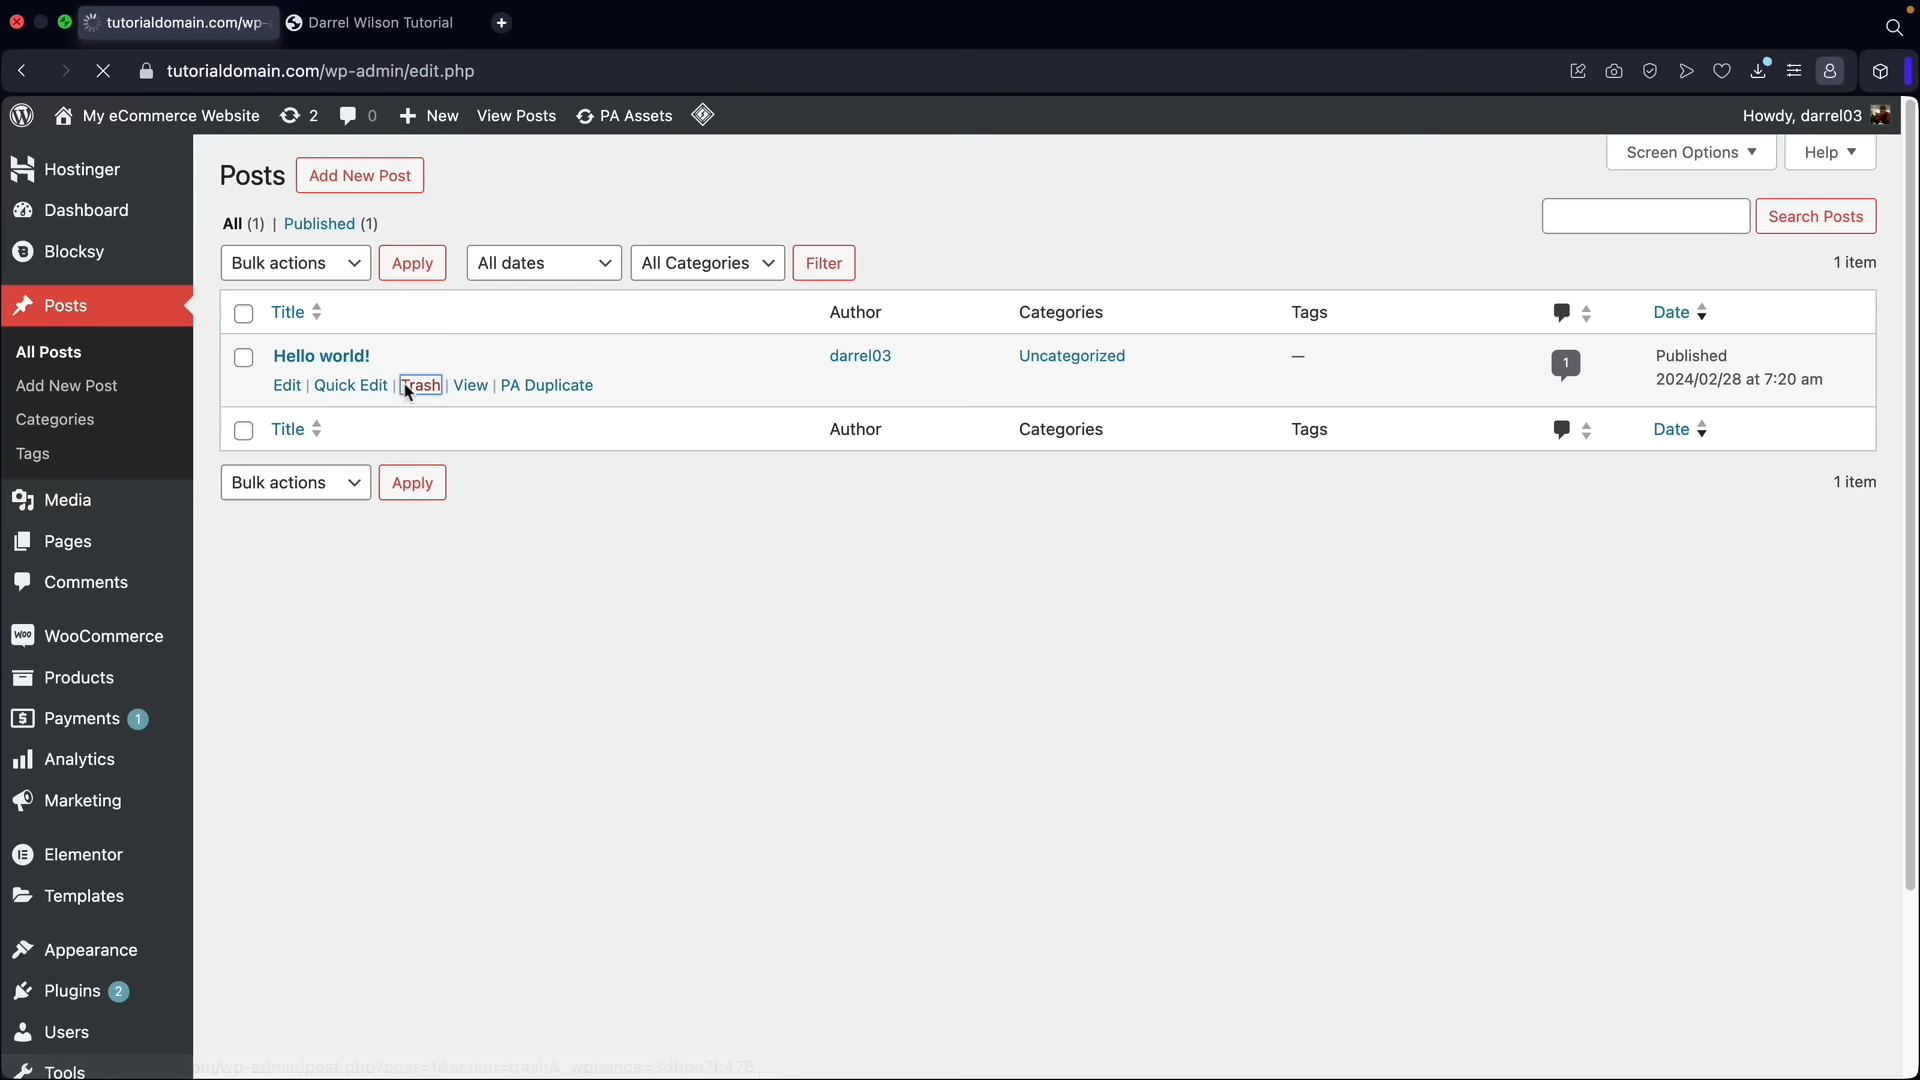 tutorialdomain.com/wp-
Darrel Wilson Tutorial
tutorialdomain.com/wp-admin/edit.php
My eCommerce Website 2 0 New View Posts PA Assets
Howdy, darrel03
Hostinger
Dashboard
Blocksy
Posts
All Posts
Add New Post
Categories
Tags
Media
Pages
Comments
WooCommerce
Products
Payments 1
Analytics
Marketing
Elementor
Templates
Appearance
Plugins 2
Users
Tools
Screen Options Help
Posts Add New Post
All (1) | Published (1)
Search Posts
Bulk actions Apply All dates All Categories Filter 1 item
Title Author Categories Tags Date
Hello world! darrel03 Uncategorized — 1 Published
Edit | Quick Edit | Trash | View | PA Duplicate 2024/02/28 at 7:20 am
Title Author Categories Tags Date
Bulk actions Apply 1 item